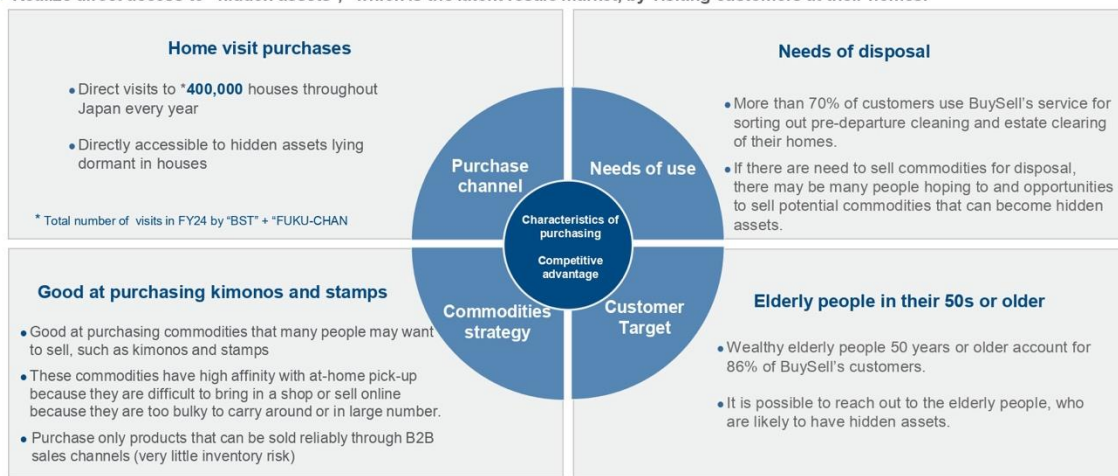 Home visit purchases
• Direct visits to *400,000 houses throughout
Japan every year
• Directly accessible to hidden assets lying
dormant in houses
* Total number of visits in FY24 by “BST” + “FUKU-CHAN
Needs of disposal
• More than 70% of customers use BuySell’s service for
sorting out pre-departure cleaning and estate clearing
of their homes.
• If there are need to sell commodities for disposal,
there may be many people hoping to and opportunities
to sell potential commodities that can become hidden
assets.
Purchase
channel
Needs of use
Characteristics of
purchasing
Competitive
advantage
Commodities
strategy
Customer
Target
Good at purchasing kimonos and stamps
• Good at purchasing commodities that many people may want
to sell, such as kimonos and stamps
• These commodities have high affinity with at-home pick-up
because they are difficult to bring in a shop or sell online
because they are too bulky to carry around or in large number.
• Purchase only products that can be sold reliably through B2B
sales channels (very little inventory risk)
Elderly people in their 50s or older
• Wealthy elderly people 50 years or older account for
86% of BuySell’s customers.
• It is possible to reach out to the elderly people, who
are likely to have hidden assets.